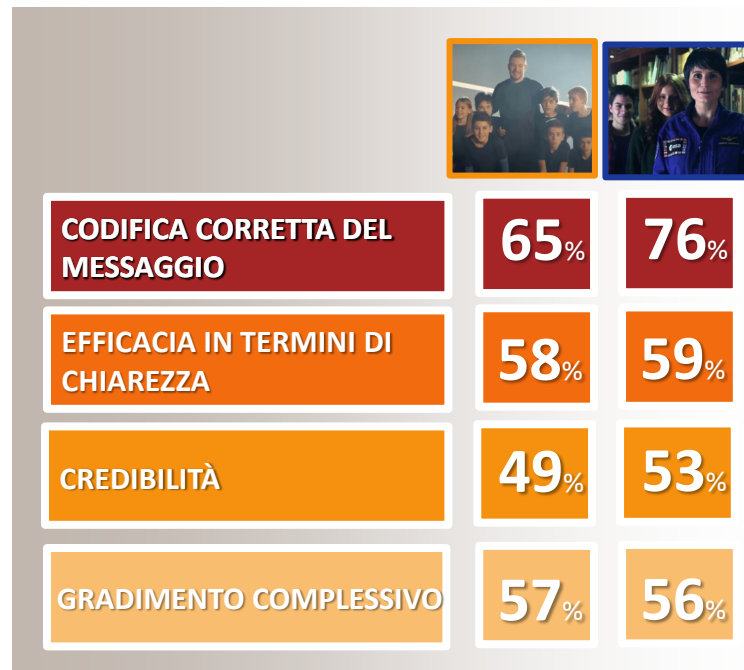 CODIFICA CORRETTA DEL
MESSAGGIO
65% 76%
EFFICACIA IN TERMINI DI
CHIAREZZA
58% 59%
CREDIBILITÀ
49% 53%
GRADIMENTO COMPLESSIVO
57% 56%